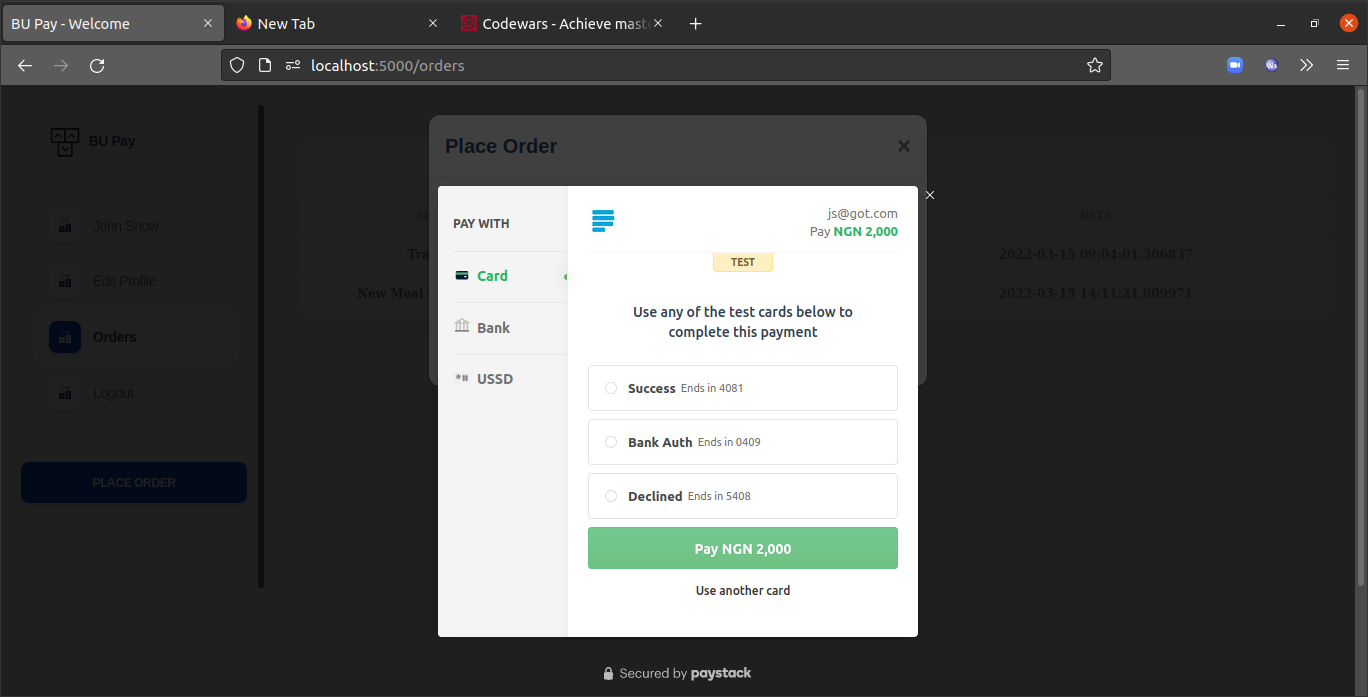 BU Pay - Welcome
New Tab
Codewars - Achieve mast
localhost:5000/orders
BU Pay
John Snow
Edit Profile
Orders
Logout
PLACE ORDER
Place Order
DATE
2022-03-15 09:04:01.306837
New Meal
2022-03-15 14:11:21.009971
PAY WITH
Card
Bank
*# USSD
js@got.com
Pay NGN 2,000
TEST
Use any of the test cards below to
complete this payment
Success Ends in 4081
Bank Auth Ends in 0409
Declined Ends in 5408
Pay NGN 2,000
Use another card
Secured by paystack